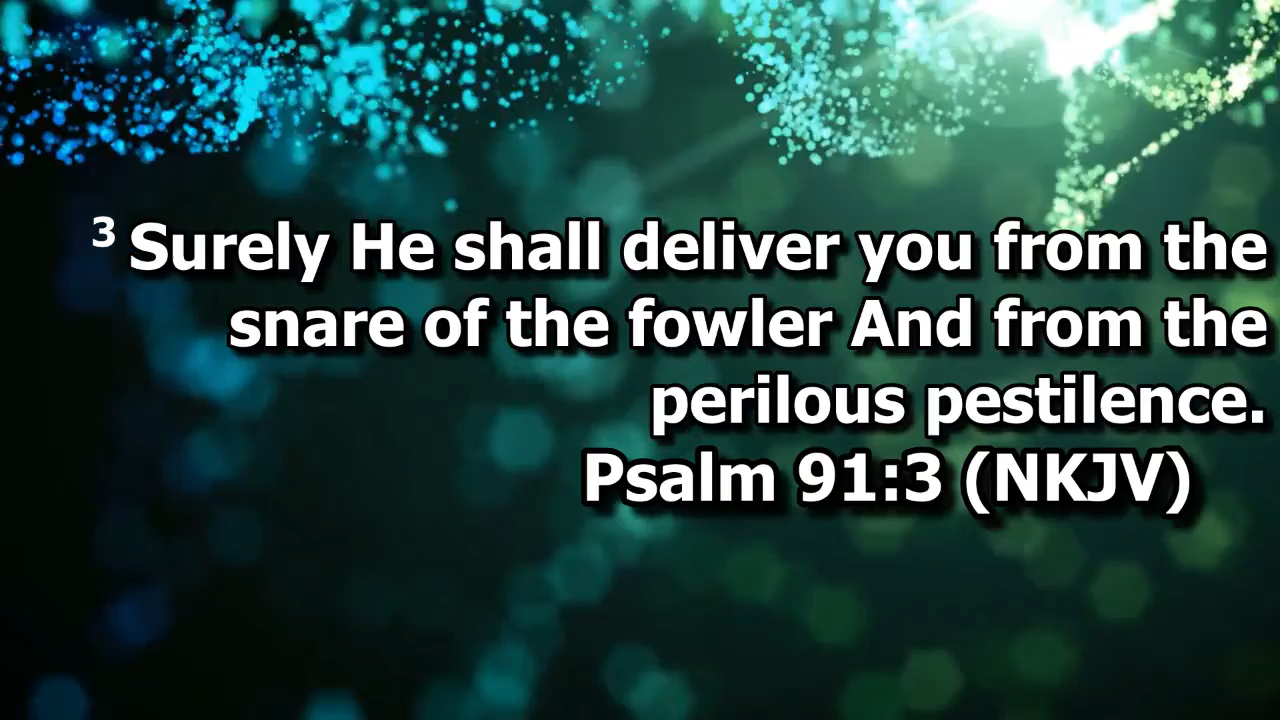 3 Surely He shall deliver you from the
snare of the fowler And from the
perilous pestilence.
Psalm 91:3 (NKJV)